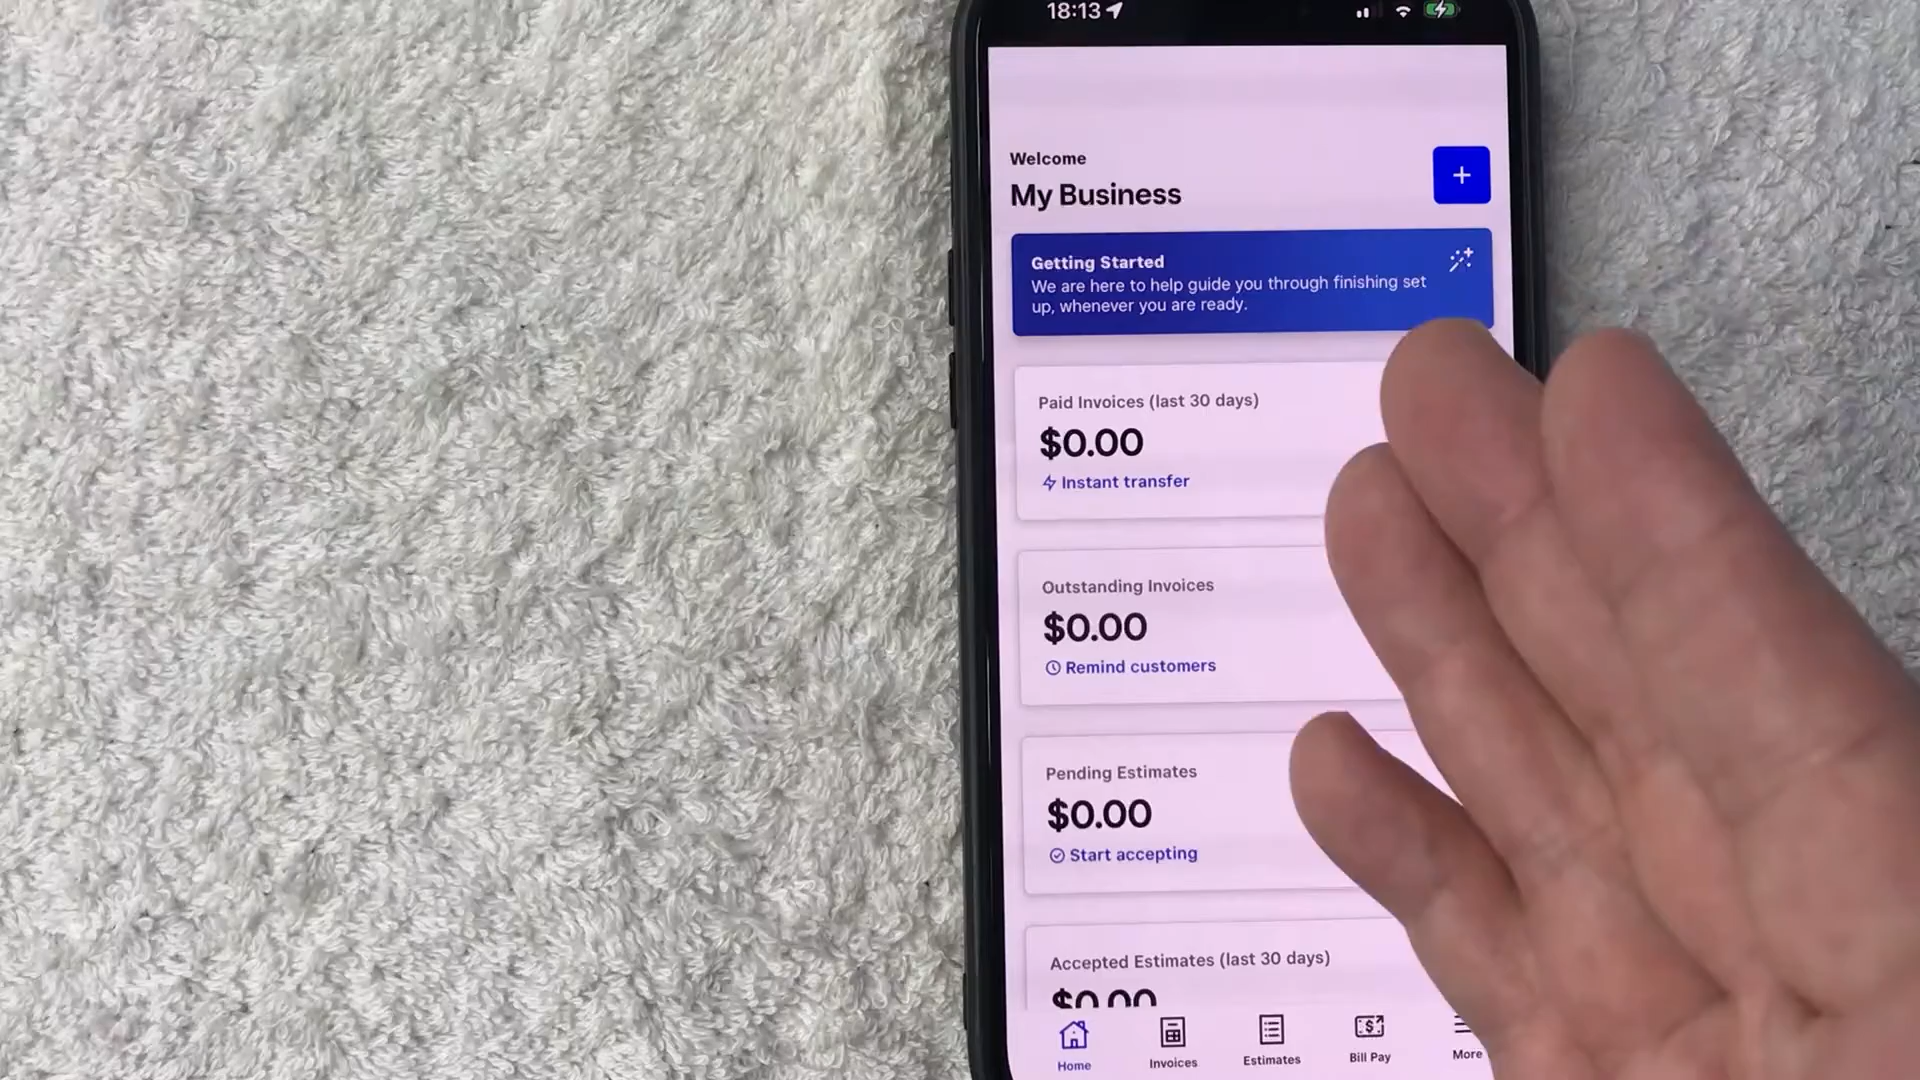 18:13
Welcome
My Business
+
Getting Started
We are here to help guide you through finishing set
up, whenever you are ready.
Paid Invoices (last 30 days)
$0.00
Instant transfer
Outstanding Invoices
$0.00
Remind customers
Pending Estimates
$0.00
Start accepting
Accepted Estimates (last 30 days)
$0.00
Home
Invoices
Estimates
Bill Pay
More